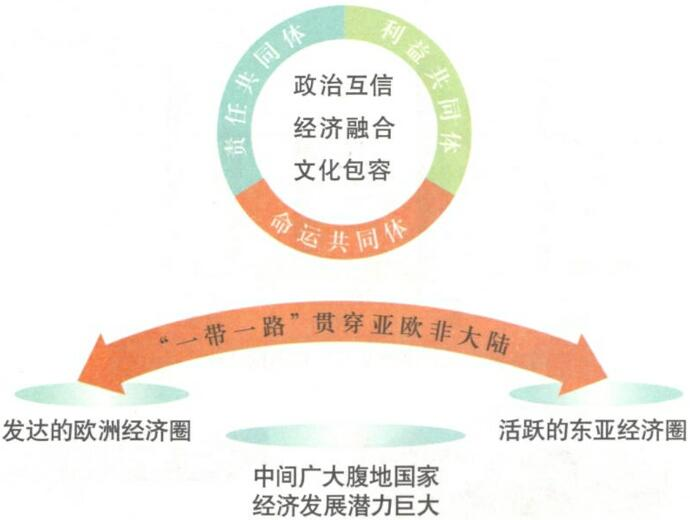 责任共同体
利益共同体
政治互信
经济融合
文化包容
命运共同体
“一带一路”贯穿亚欧非大陆
发达的欧洲经济圈
活跃的东亚经济圈
中间广大腹地国家
经济发展潜力巨大